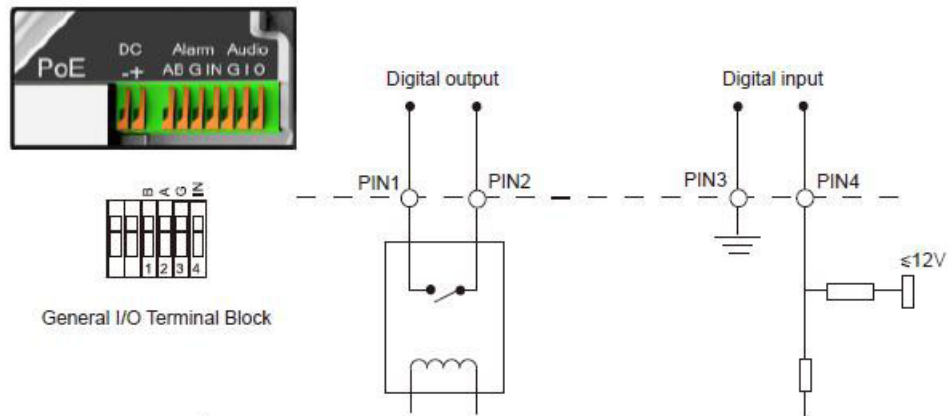 DC Alarm Audio
PoE -+ AB G IN G I O
B A G IN
1 2 3 4
General I/O Terminal Block
Digital output
PIN1 PIN2
Digital input
PIN3 PIN4
≤12V